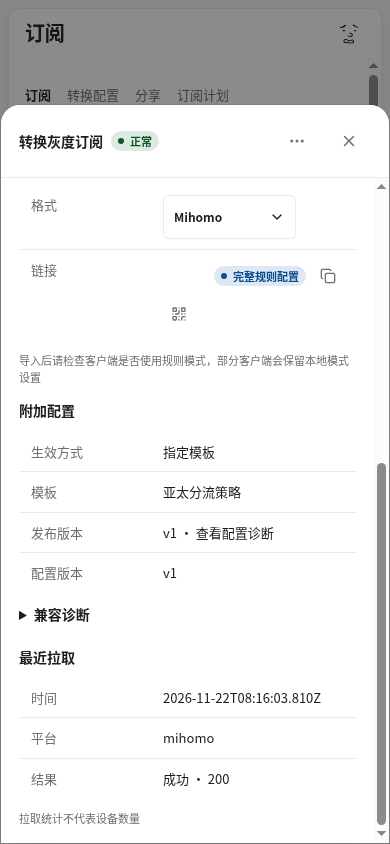 订阅
订阅 转换配置 分享 订阅计划
转换灰度订阅 正常
格式 Mihomo
链接 完整规则配置
导入后请检查客户端是否使用规则模式，部分客户端会保留本地模式
设置
附加配置
生效方式 指定模板
模板 亚太分流策略
发布版本 v1 · 查看配置诊断
配置版本 v1
兼容诊断
最近拉取
时间 2026-11-22T08:16:03.810Z
平台 mihomo
结果 成功 · 200
拉取统计不代表设备数量